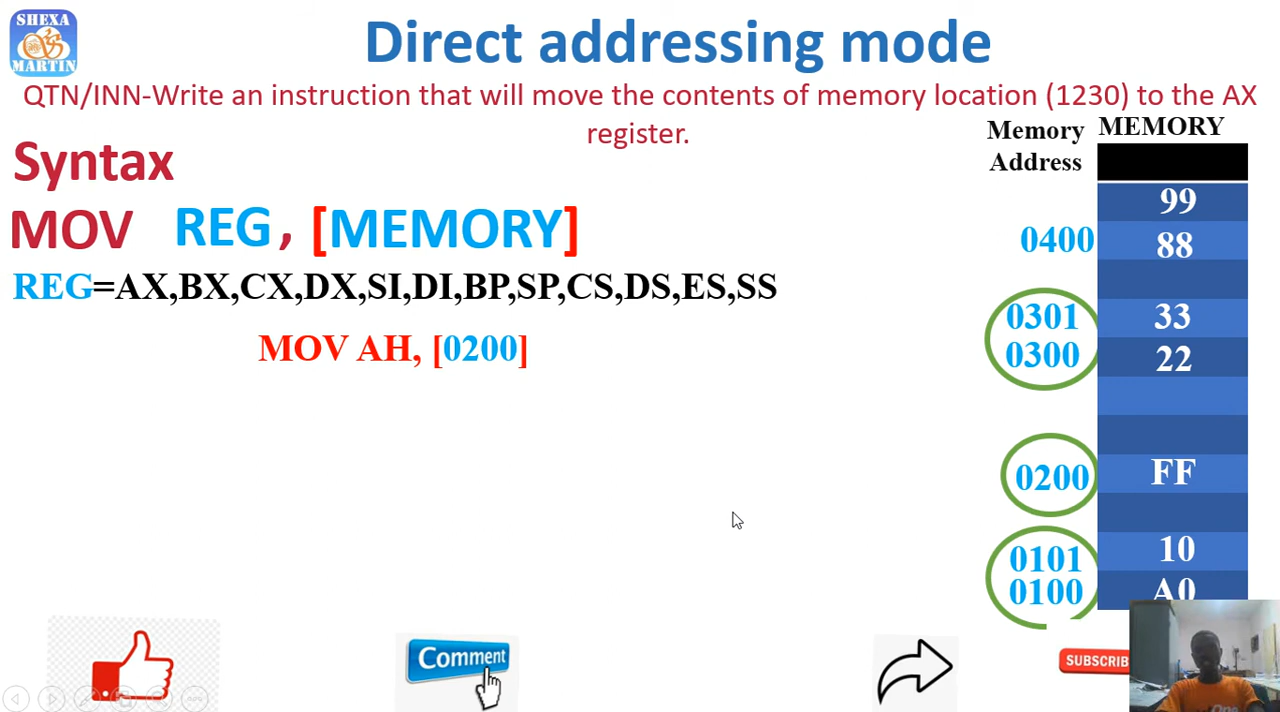 SHEXA
MARTIN
Direct addressing mode
QTN/INN-Write an instruction that will move the contents of memory location (1230) to the AX
register.
Syntax
MOV REG, [MEMORY]
REG=AX,BX,CX,DX,SI,DI,BP,SP,CS,DS,ES,SS
MOV AH, [0200]
Memory
Address
MEMORY
99
0400 88
0301 33
0300 22
0200 FF
0101 10
0100 A0
Comment
SUBSCRIB